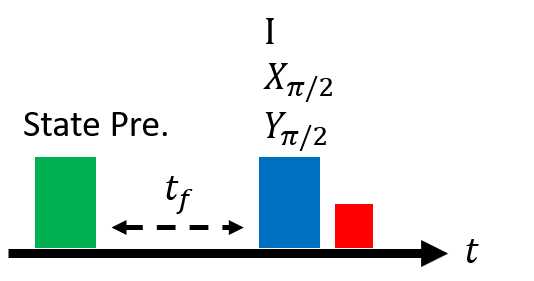 I
X_{π/2}
State Pre.
Y_{π/2}
t_f
t